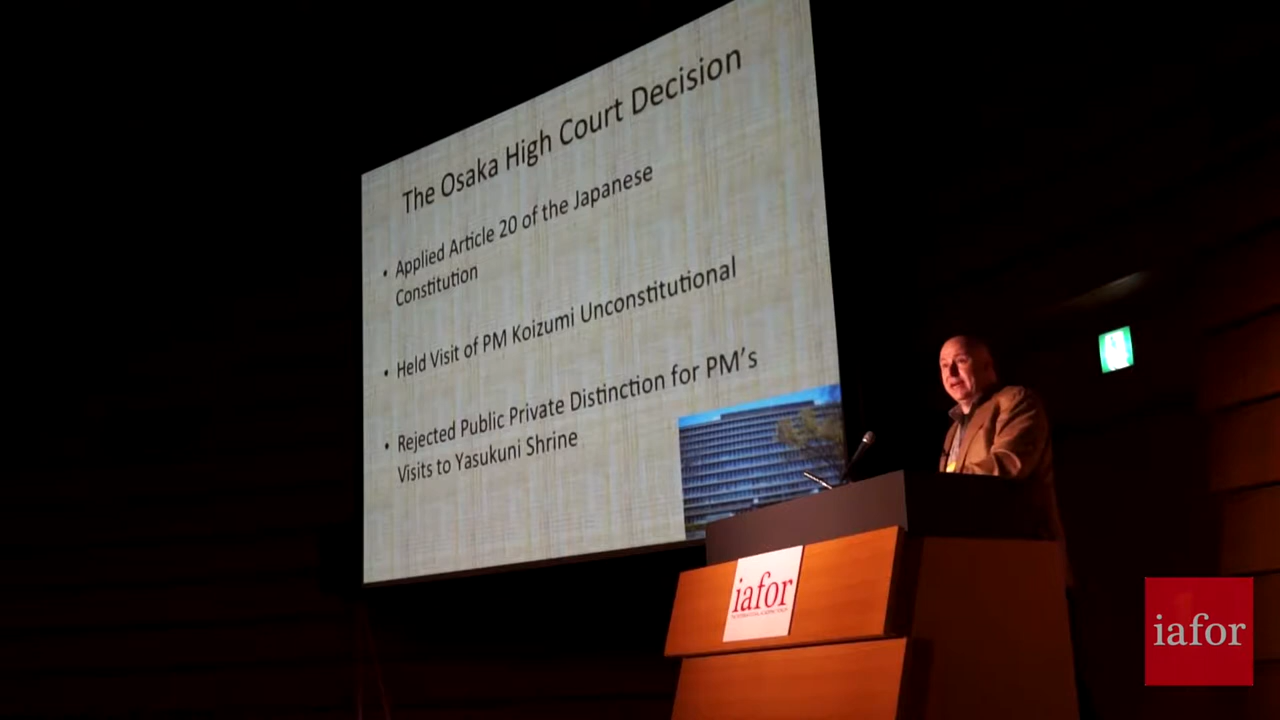 The Osaka High Court Decision
• Applied Article 20 of the Japanese
Constitution
• Held Visit of PM Koizumi Unconstitutional
• Rejected Public Private Distinction for PM's
Visits to Yasukuni Shrine
iafor
iafor